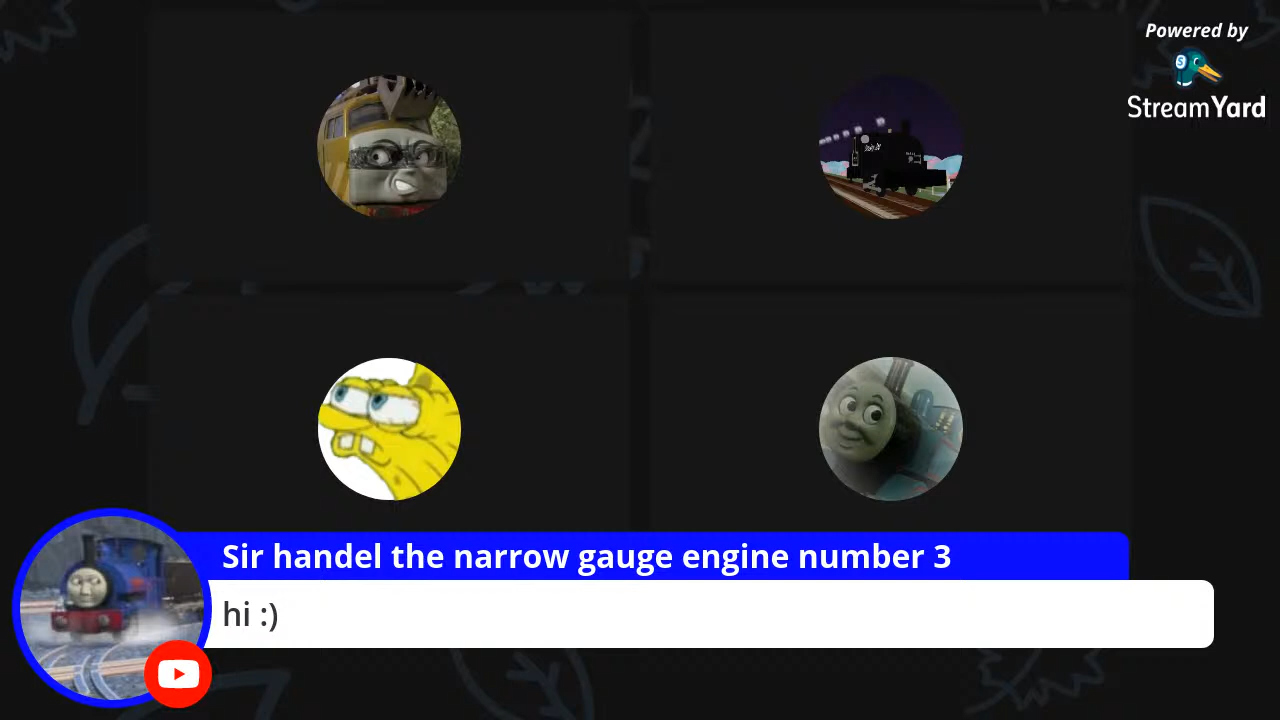 Powered by
StreamYard
Sir handel the narrow gauge engine number 3
hi :)